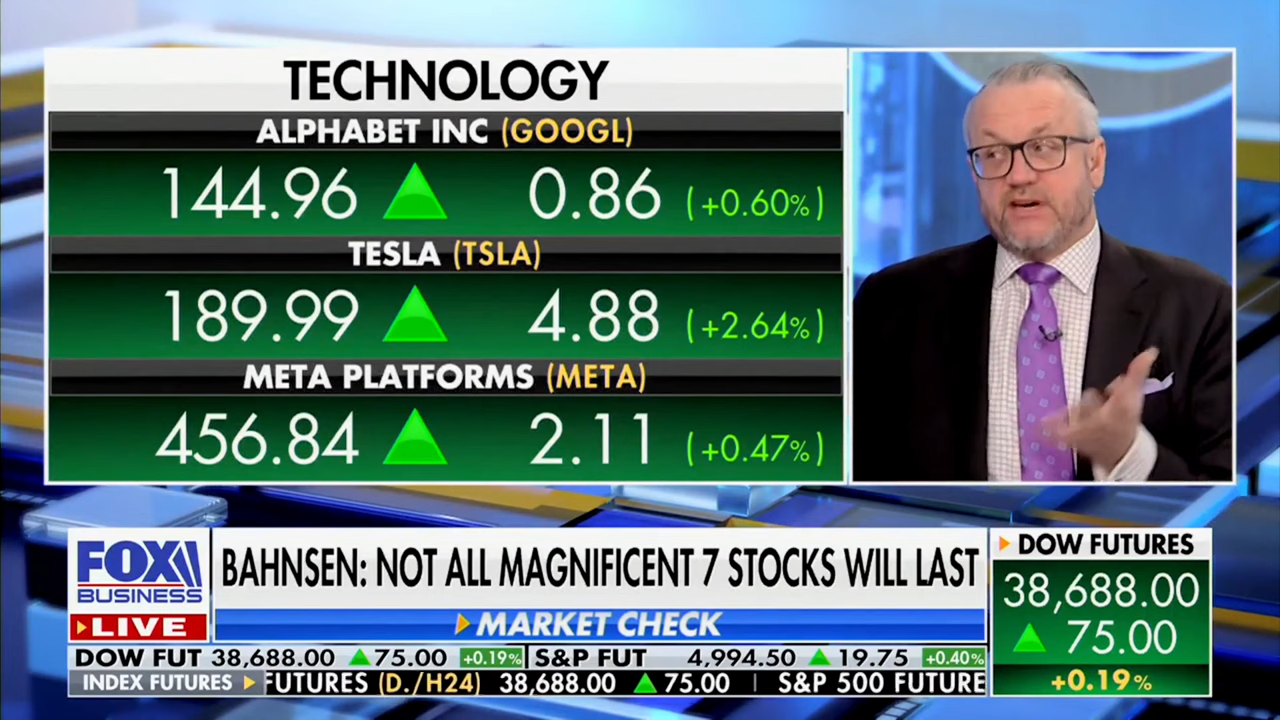 TECHNOLOGY
ALPHABET INC (GOOGL)
144.96 ▲ 0.86 (+0.60%)
TESLA (TSLA)
189.99 ▲ 4.88 (+2.64%)
META PLATFORMS (META)
456.84 ▲ 2.11 (+0.47%)
FOX
BUSINESS
LIVE
BAHNSEN: NOT ALL MAGNIFICENT 7 STOCKS WILL LAST
MARKET CHECK
DOW FUTURES
38,688.00
▲ 75.00
+0.19%
DOW FUT 38,688.00 ▲75.00 +0.19% S&P FUT 4,994.50 ▲ 19.75 +0.40%
INDEX FUTURES FUTURES (D./H24) 38,688.00 ▲ 75.00 | S&P 500 FUTURE